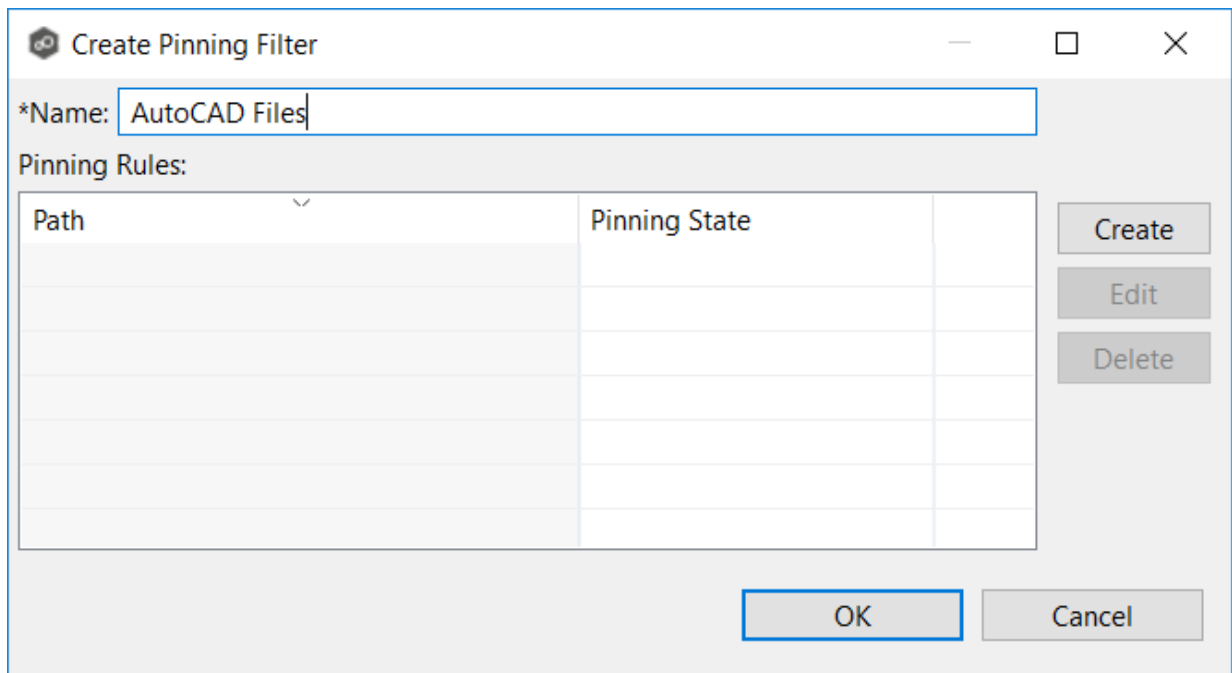 Create Pinning Filter
*Name: AutoCAD Files
Pinning Rules:
Path Pinning State
Create
Edit
Delete
OK Cancel